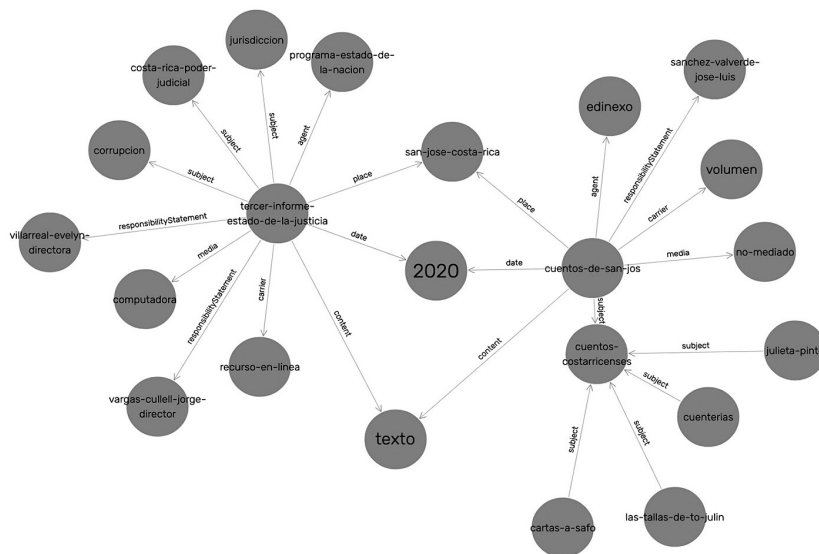 jurisdiccion
programa-estado-de-
la-nacion
costa-rica-poder-
judicial
sanchez-valverde-
jose-luis
edinexo
subject
subject
agent
corrupcion
subject
san-jose-costa-rica
place
agent
responsibilityStatement
volumen
carrier
tercer-informe-
estado-de-la-justicia
responsibilityStatement
villarreal-evelyn-
directora
date
place
media
2020
date
cuentos-de-san-jos
media
no-mediado
computadora
responsibilityStatement
carrier
content
content
subject
cuentos-
costarricenses
subject
julieta-pinto
recurso-en-linea
vargas-cullell-jorge-
director
subject
cuenterias
texto
subject
subject
cartas-a-safo
las-tallas-de-to-julin